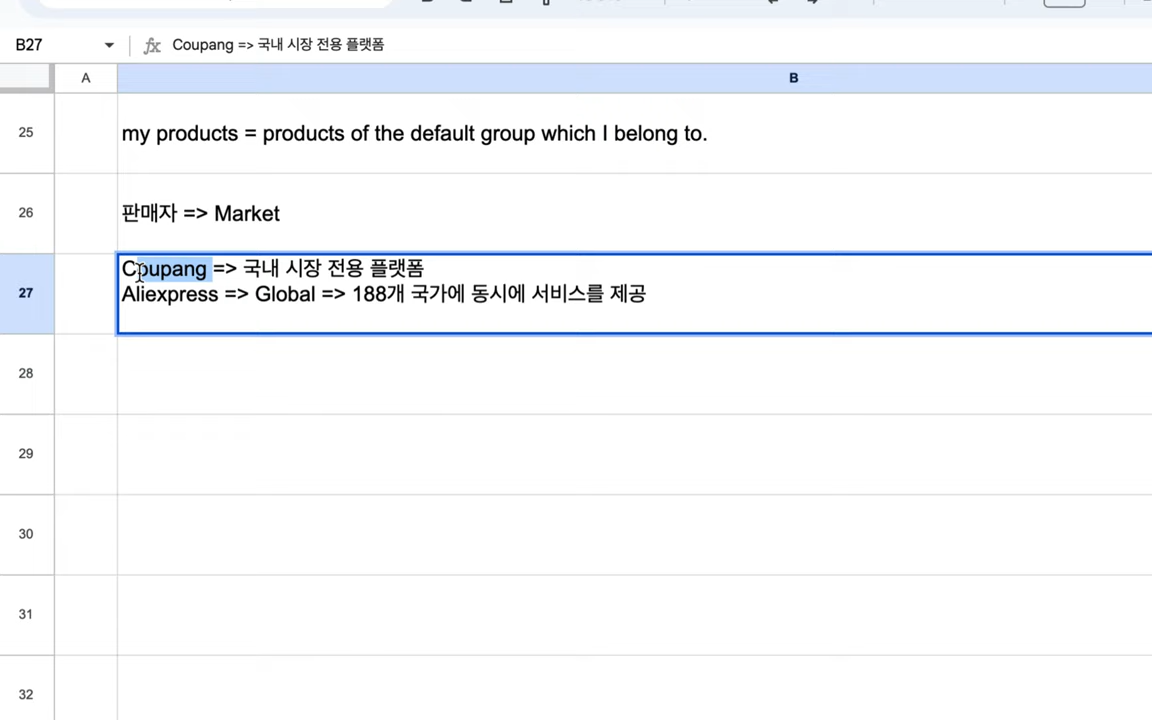 B27
fx Coupang => 국내 시장 전용 플랫폼
A B
25 my products = products of the default group which I belong to.
26 판매자 => Market
27 Coupang => 국내 시장 전용 플랫폼
Aliexpress => Global => 188개 국가에 동시에 서비스를 제공
28
29
30
31
32